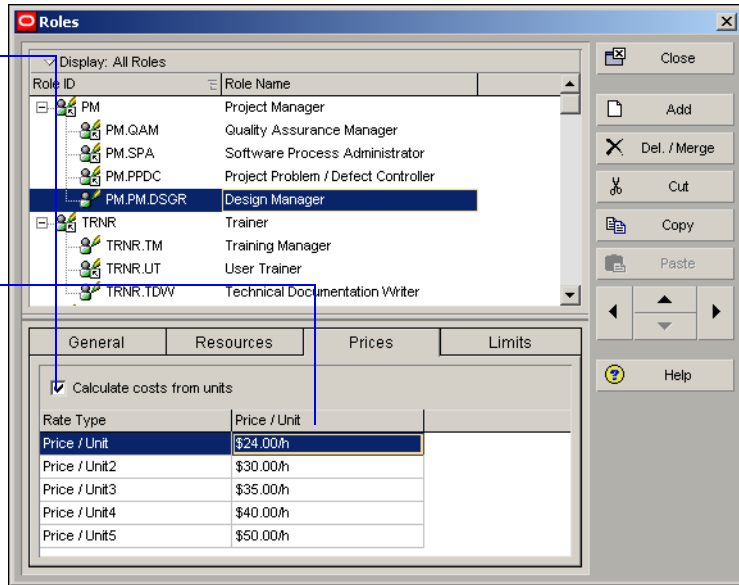 Roles
Display: All Roles
Role ID Role Name
PM Project Manager
PM.QAM Quality Assurance Manager
PM.SPA Software Process Administrator
PM.PPDC Project Problem / Defect Controller
PM.PM.DSGR Design Manager
TRNR Trainer
TRNR.TM Training Manager
TRNR.UT User Trainer
TRNR.TDW Technical Documentation Writer
Close
Add
Del. / Merge
Cut
Copy
Paste
Help
General Resources Prices Limits
Calculate costs from units
Rate Type Price / Unit
Price / Unit $24.00/h
Price / Unit2 $30.00/h
Price / Unit3 $35.00/h
Price / Unit4 $40.00/h
Price / Unit5 $50.00/h